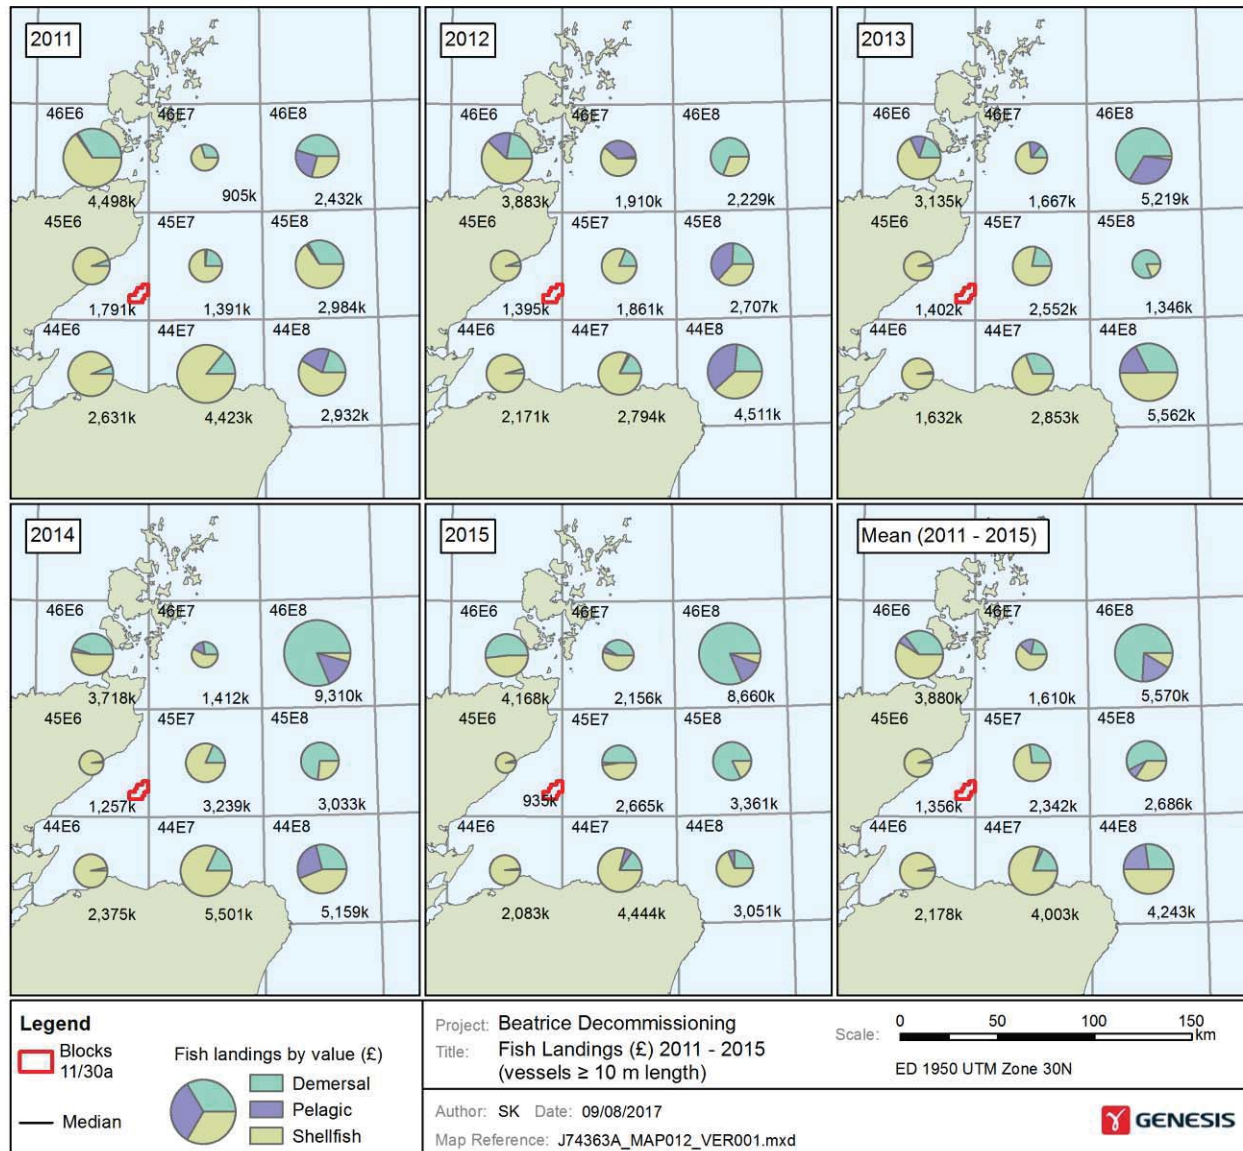 2011
46E6 46E7 46E8
4,498k 905k 2,432k
45E6 45E7 45E8
1,791k 1,391k 2,984k
44E6 44E7 44E8
2,631k 4,423k 2,932k
2012
46E6 46E7 46E8
3,883k 1,910k 2,229k
45E6 45E7 45E8
1,395k 1,861k 2,707k
44E6 44E7 44E8
2,171k 2,794k 4,511k
2013
46E6 46E7 46E8
3,135k 1,667k 5,219k
45E6 45E7 45E8
1,402k 2,552k 1,346k
44E6 44E7 44E8
1,632k 2,853k 5,562k
2014
46E6 46E7 46E8
3,718k 1,412k 9,310k
45E6 45E7 45E8
1,257k 3,239k 3,033k
44E6 44E7 44E8
2,375k 5,501k 5,159k
2015
46E6 46E7 46E8
4,168k 2,156k 8,660k
45E6 45E7 45E8
935k 2,665k 3,361k
44E6 44E7 44E8
2,083k 4,444k 3,051k
Mean (2011 - 2015)
46E6 46E7 46E8
3,880k 1,610k 5,570k
45E6 45E7 45E8
1,356k 2,342k 2,686k
44E6 44E7 44E8
2,178k 4,003k 4,243k
Legend
Blocks
11/30a
Median
Fish landings by value (£)
Demersal
Pelagic
Shellfish
Project: Beatrice Decommissioning
Title: Fish Landings (£) 2011 - 2015
(vessels ≥ 10 m length)
Scale: 0 50 100 150
km
ED 1950 UTM Zone 30N
Author: SK Date: 09/08/2017
Map Reference: J74363A_MAP012_VER001.mxd
GENESIS